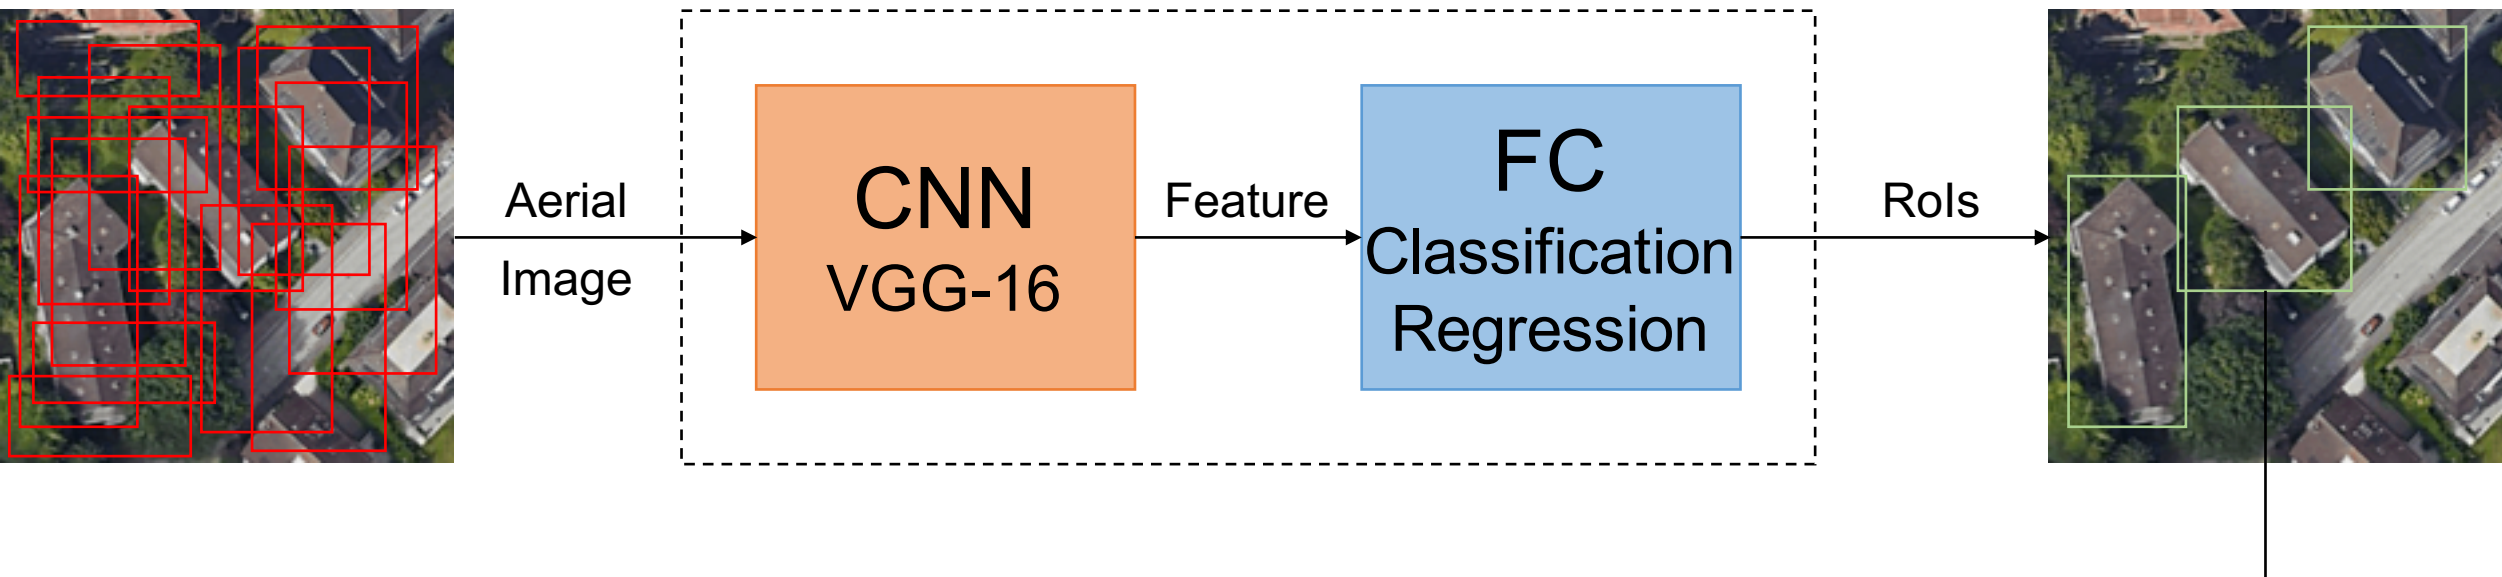 Aerial
Image
CNN
VGG-16
Feature
FC
Classification
Regression
RoIs